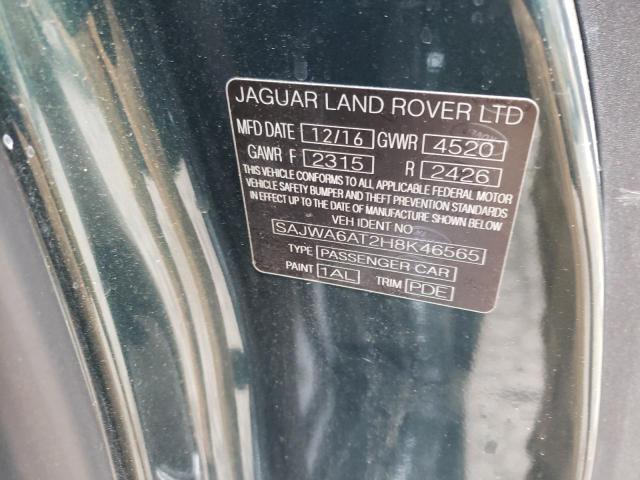 JAGUAR LAND ROVER LTD
MFD DATE 12/16 GVWR 4520
GAWR F 2315 R 2426
THIS VEHICLE CONFORMS TO ALL APPLICABLE FEDERAL MOTOR
VEHICLE SAFETY BUMPER AND THEFT PREVENTION STANDARDS
IN EFFECT UP TO THE DATE OF MANUFACTURE SHOWN BELOW
VEH IDENT NO
SAJWA6AT2H8K46565
TYPE PASSENGER CAR
PAINT 1AL TRIM PDE